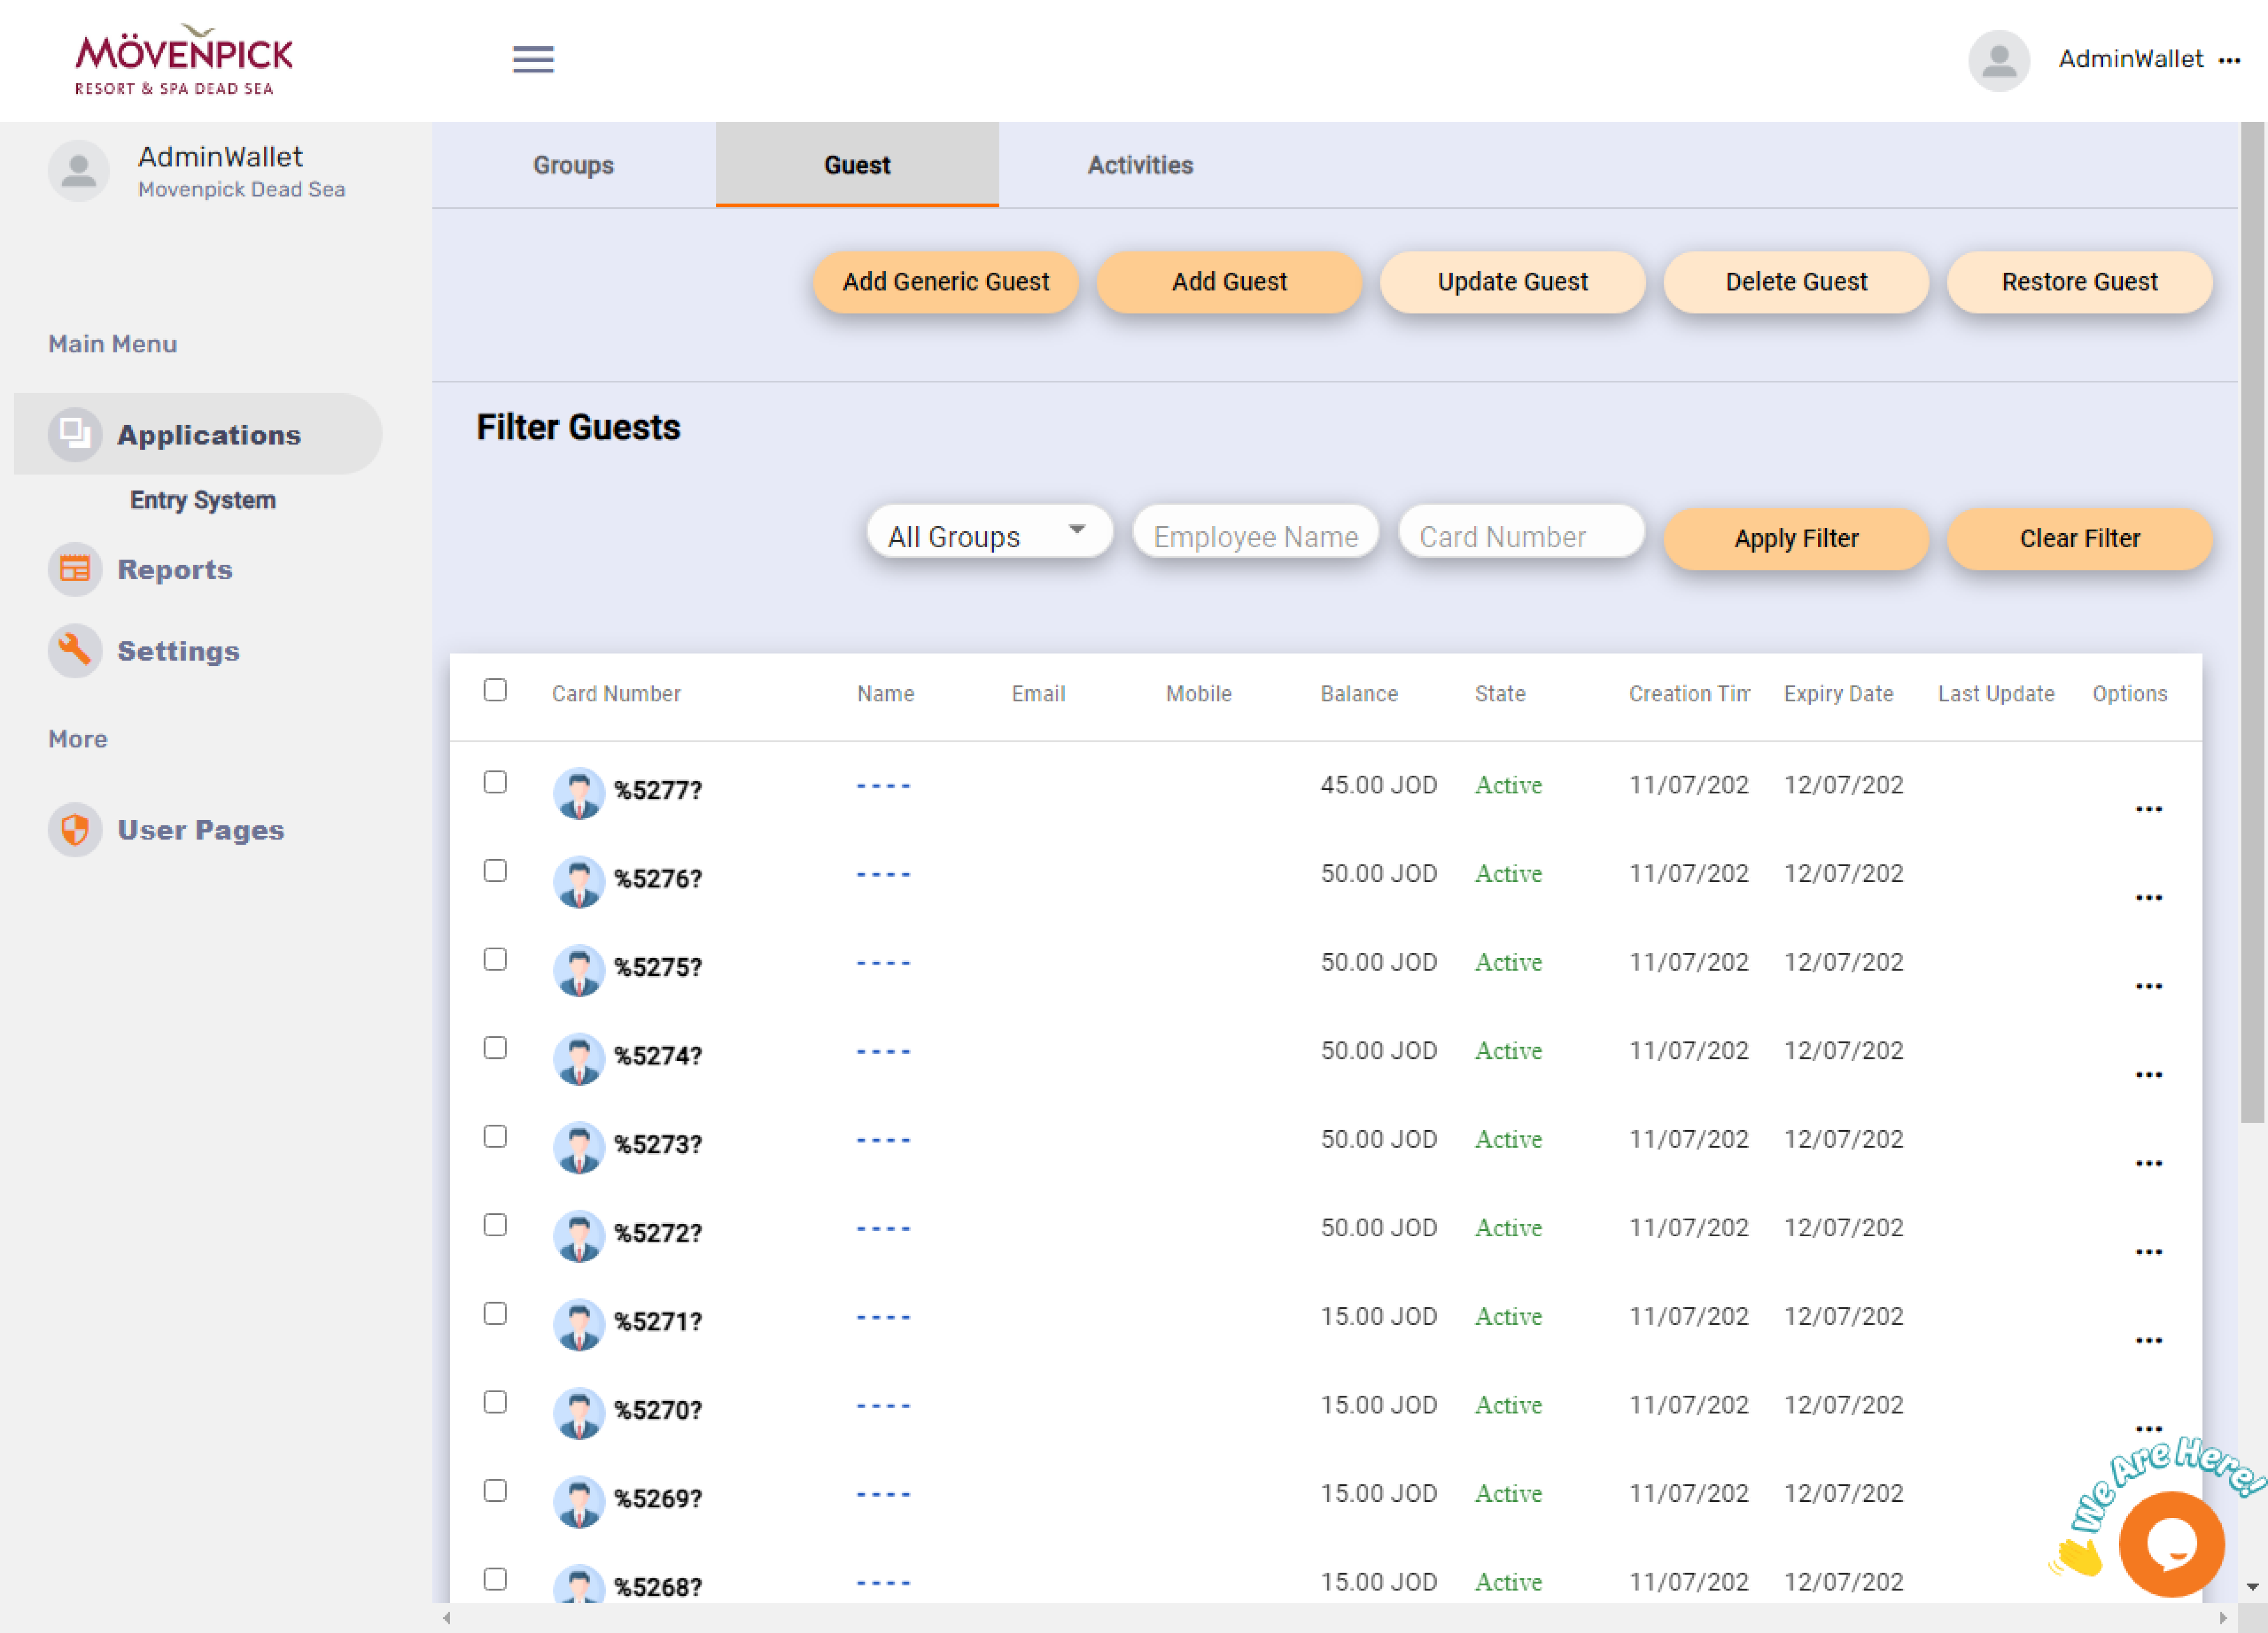 MÖVENPICK
RESORT & SPA DEAD SEA
AdminWallet
AdminWallet
Movenpick Dead Sea
Main Menu
Applications
Entry System
Reports
Settings
More
User Pages
Groups Guest Activities
Add Generic Guest Add Guest Update Guest Delete Guest Restore Guest
Filter Guests
All Groups Employee Name Card Number Apply Filter Clear Filter
Card Number Name Email Mobile Balance State Creation Tim Expiry Date Last Update Options
%5277? ---- 45.00 JOD Active 11/07/202 12/07/202 ...
%5276? ---- 50.00 JOD Active 11/07/202 12/07/202 ...
%5275? ---- 50.00 JOD Active 11/07/202 12/07/202 ...
%5274? ---- 50.00 JOD Active 11/07/202 12/07/202 ...
%5273? ---- 50.00 JOD Active 11/07/202 12/07/202 ...
%5272? ---- 50.00 JOD Active 11/07/202 12/07/202 ...
%5271? ---- 15.00 JOD Active 11/07/202 12/07/202 ...
%5270? ---- 15.00 JOD Active 11/07/202 12/07/202 ...
%5269? ---- 15.00 JOD Active 11/07/202 12/07/202
%5268? ---- 15.00 JOD Active 11/07/202 12/07/202
We Are Here!